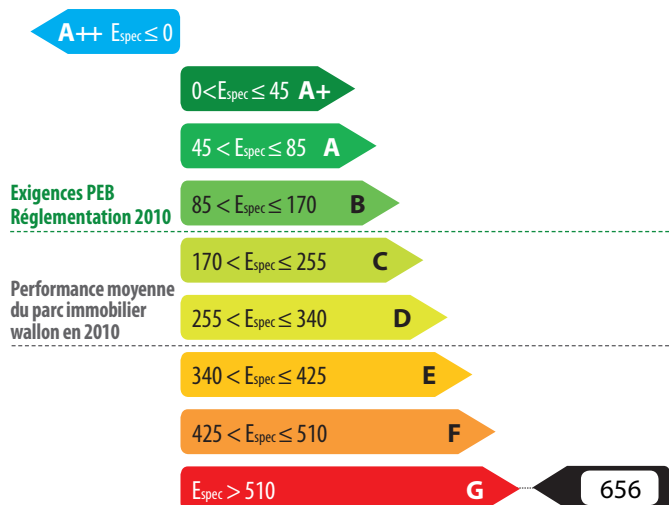 A++ Espec ≤ 0
0<Espec ≤ 45 A+
45 < Espec ≤ 85 A
Exigences PEB
Réglementation 2010
85 < Espec ≤ 170 B
170 < Espec ≤ 255 C
Performance moyenne
du parc immobilier
wallon en 2010
255 < Espec ≤ 340 D
340 < Espec ≤ 425 E
425 < Espec ≤ 510 F
Espec > 510 G
656